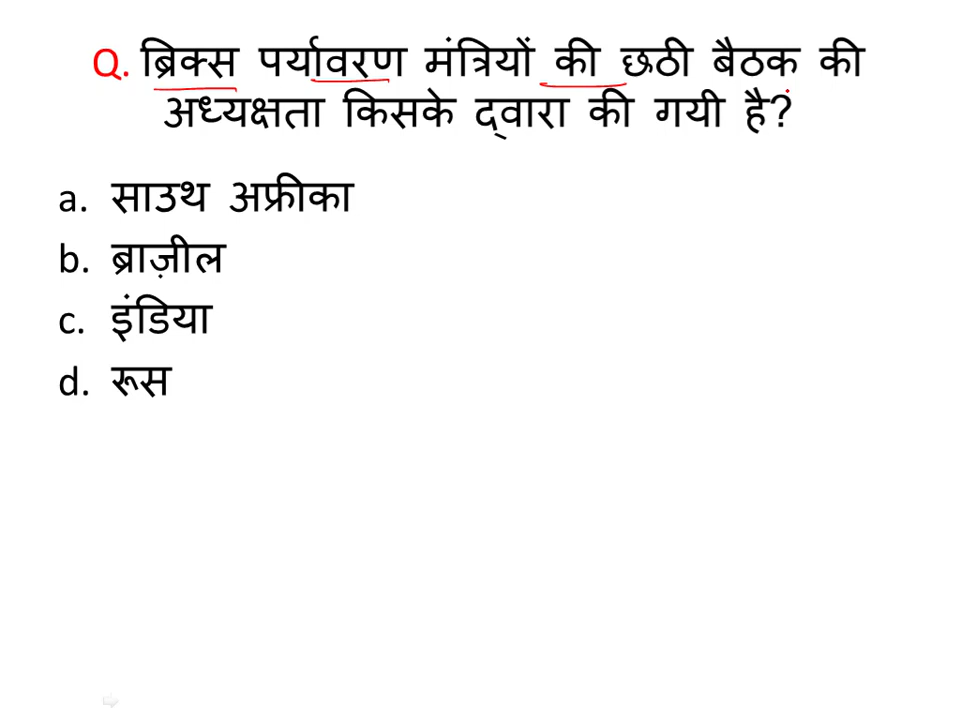 Q. ब्रिक्स पर्यावरण मंत्रियों की छठी बैठक की
अध्यक्षता किसके द्वारा की गयी है?
a. साउथ अफ्रीका
b. ब्राज़ील
c. इंडिया
d. रूस